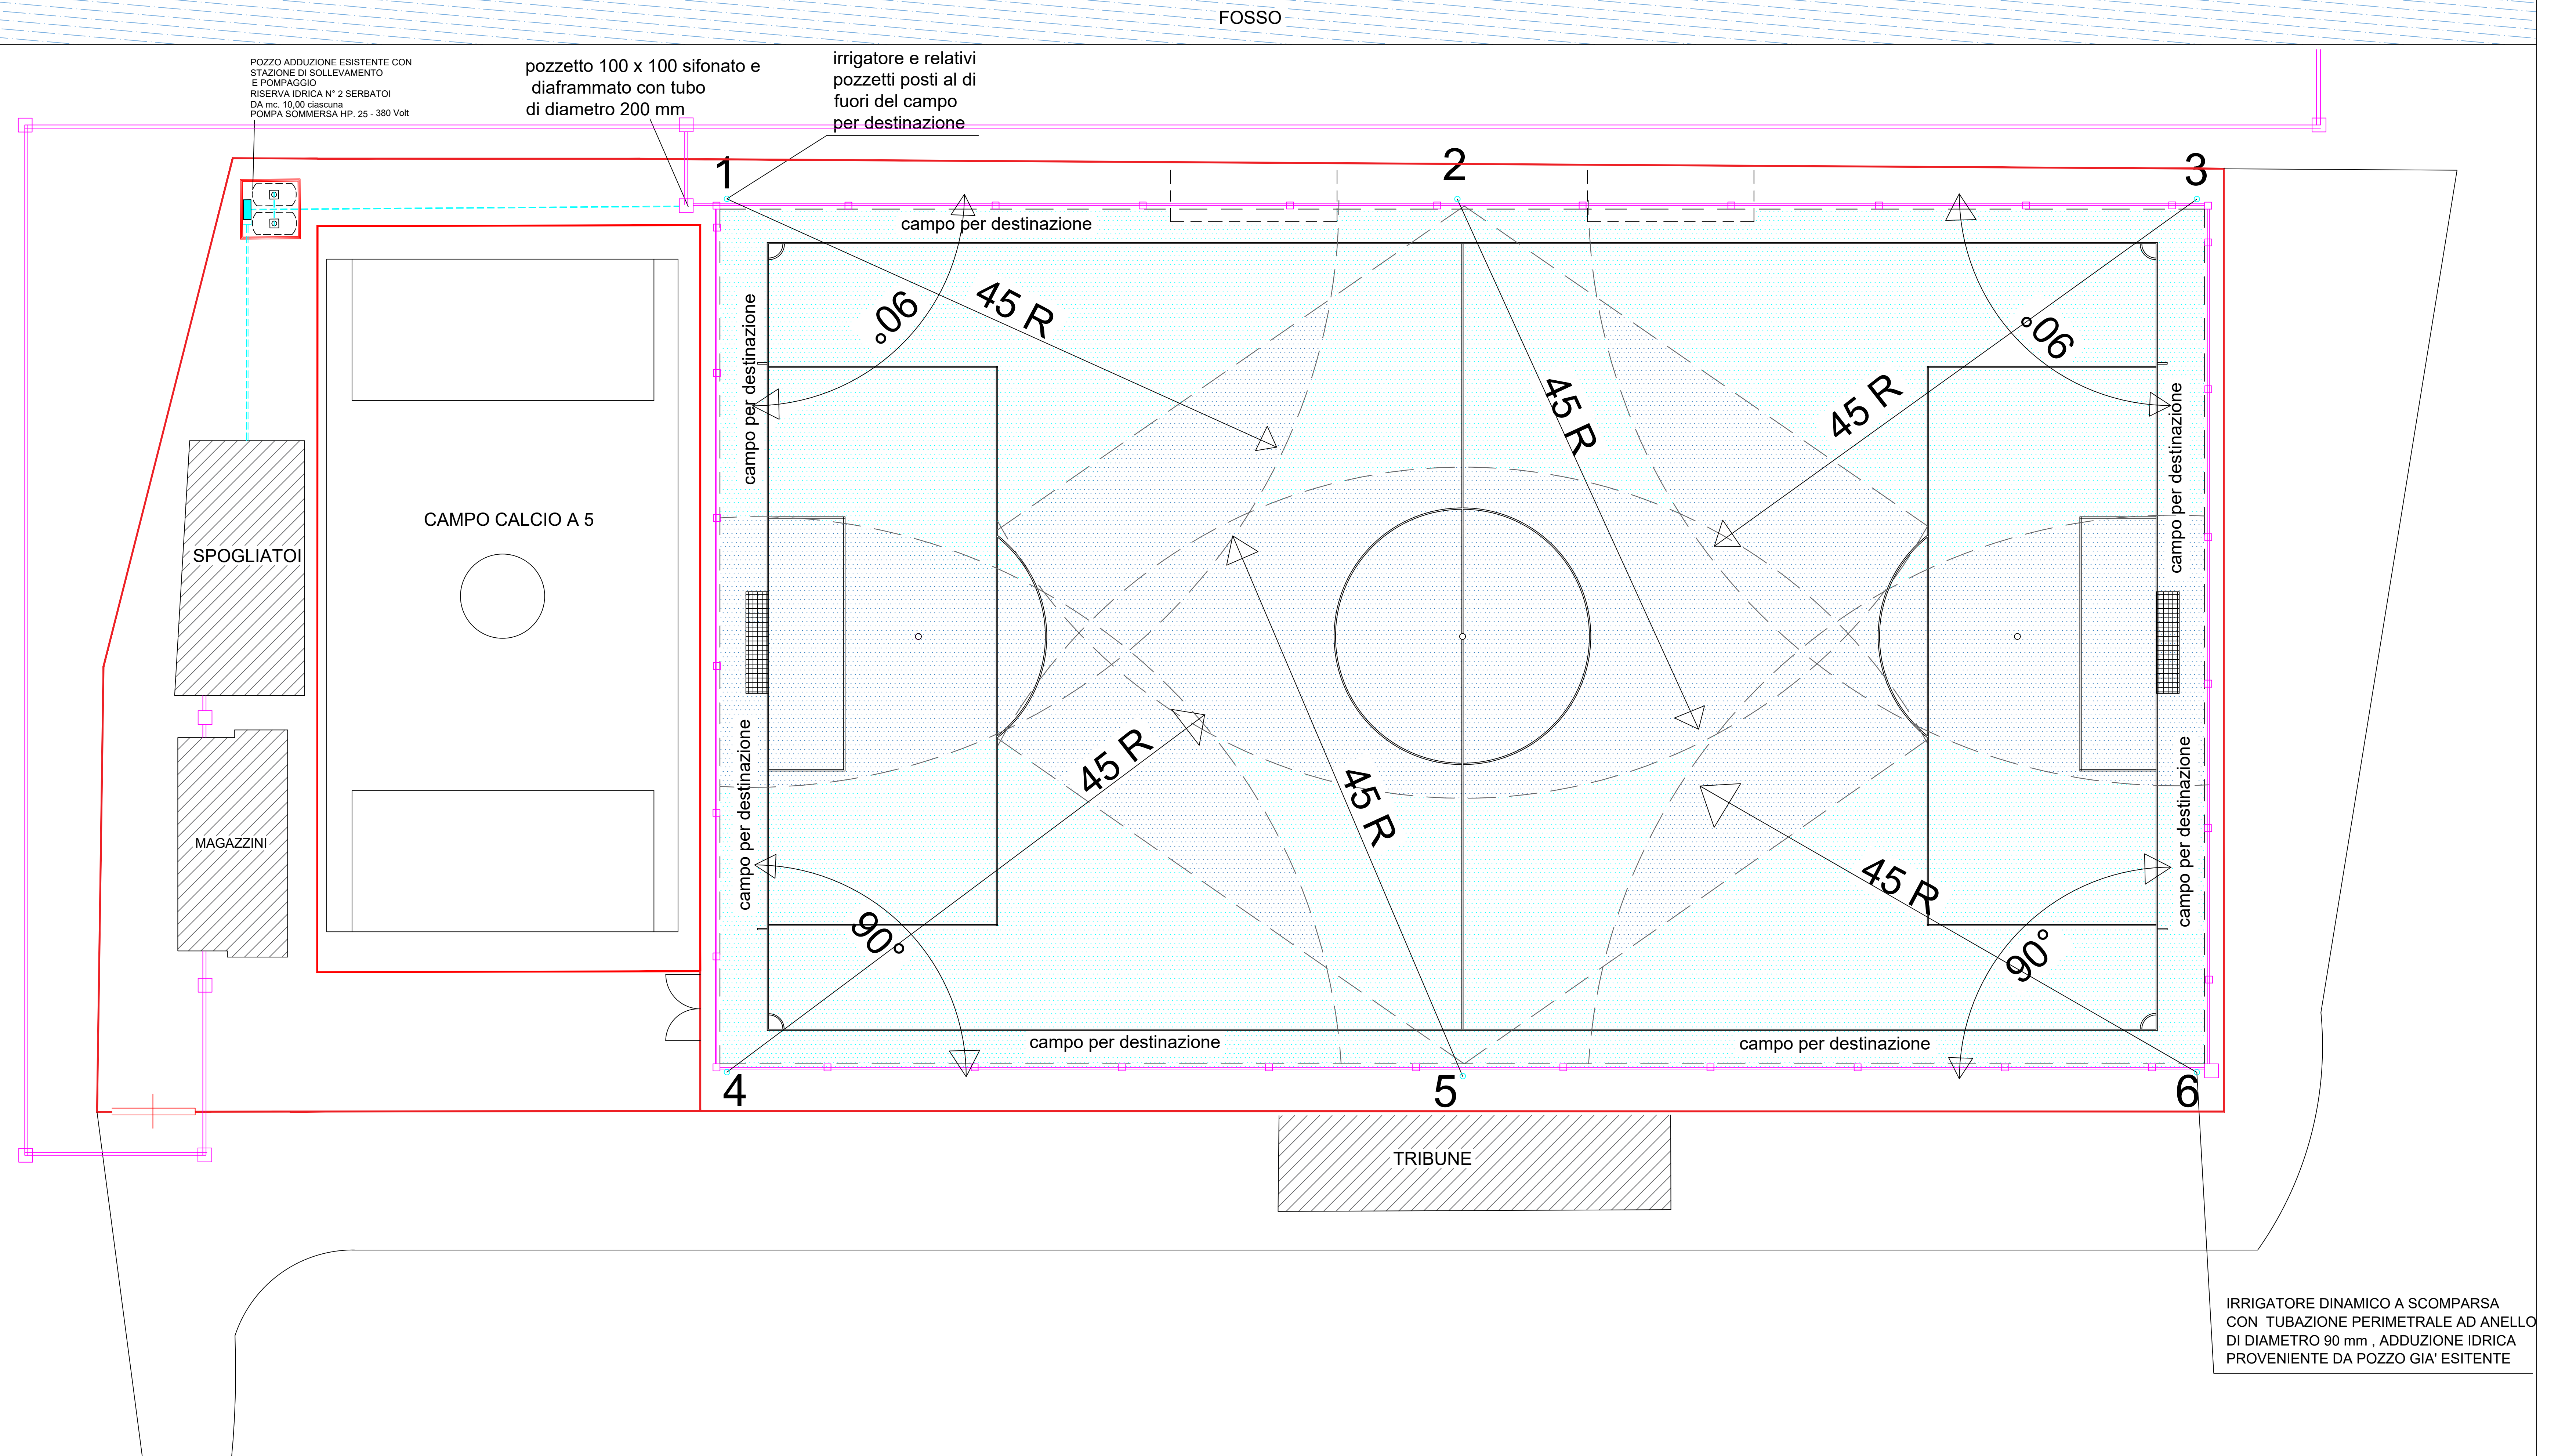 FOSSO
POZZO ADDUZIONE ESISTENTE CON
STAZIONE DI SOLLEVAMENTO
E POMPAGGIO
RISERVA IDRICA N° 2 SERBATOI
DA mc. 10,00 ciascuna
POMPA SOMMERSA HP. 25 - 380 Volt
pozzetto 100 x 100 sifonato e
diaframmato con tubo
di diametro 200 mm
irrigatore e relativi
pozzetti posti al di
fuori del campo
per destinazione
1
2
3
campo per destinazione
campo per destinazione
90°
45 R
45 R
45 R
90°
campo per destinazione
CAMPO CALCIO A 5
SPOGLIATOI
MAGAZZINI
campo per destinazione
90°
45 R
45 R
45 R
90°
campo per destinazione
campo per destinazione
campo per destinazione
4
5
6
TRIBUNE
IRRIGATORE DINAMICO A SCOMPARSA
CON TUBAZIONE PERIMETRALE AD ANELLO
DI DIAMETRO 90 mm , ADDUZIONE IDRICA
PROVENIENTE DA POZZO GIA' ESITENTE